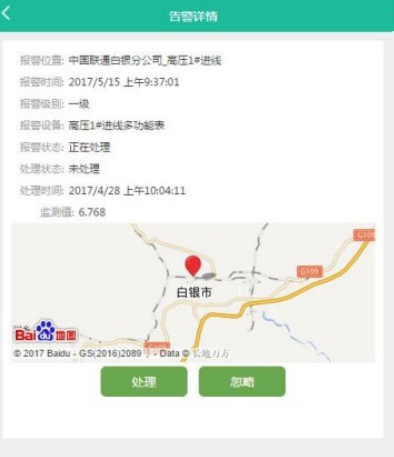 告警详情
报警位置: 中国联通白银分公司_高压1#进线
报警时间: 2017/5/15 上午9:37:01
报警级别: 一级
报警设备: 高压1#进线多功能表
报警状态: 正在处理
处理状态: 未处理
处理时间: 2017/4/28 上午10:04:11
监测值: 6.768
G109
G109
白银市
Bai 地图
© 2017 Baidu - GS(2016)2089 - Data © 长地万方
处理
忽略